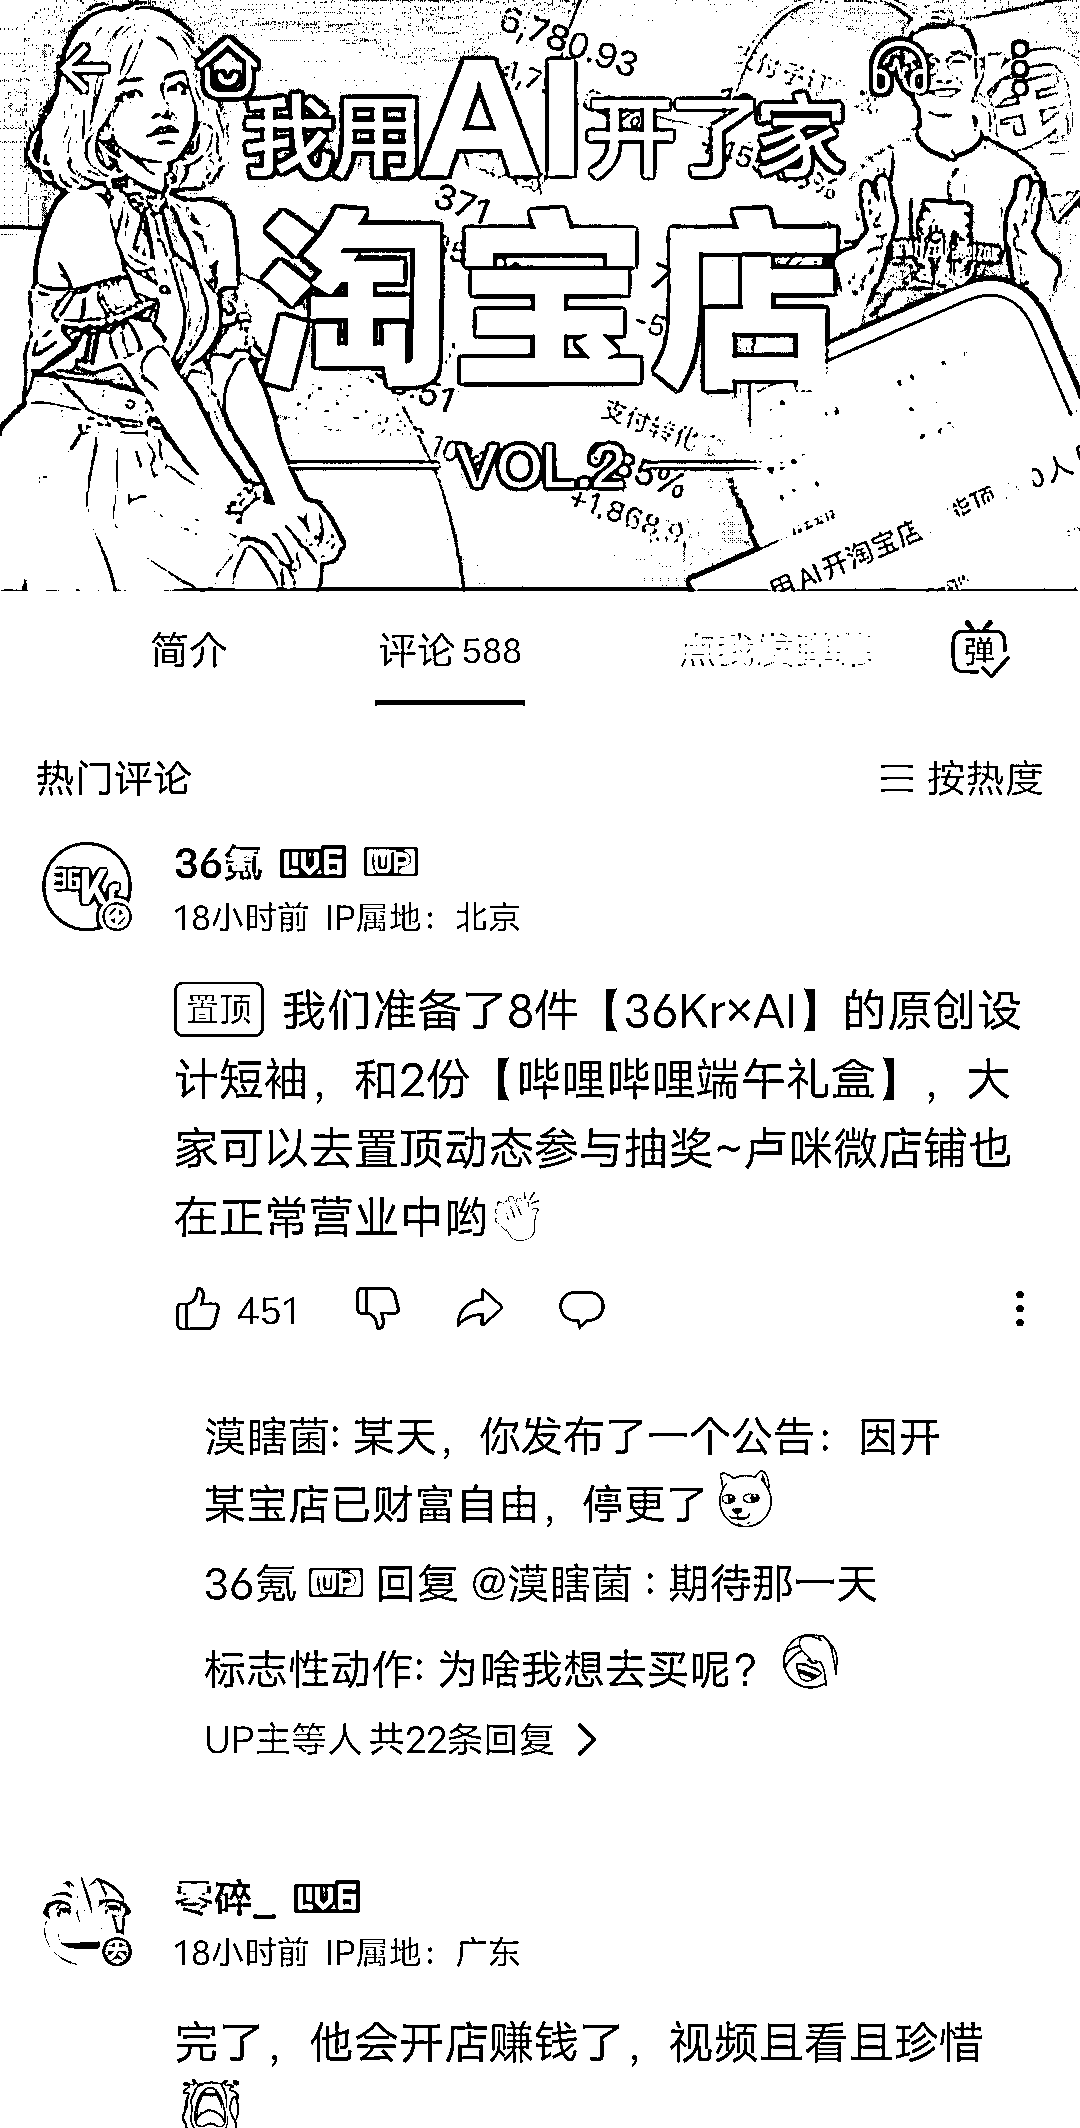 6,780.93
我用AI开了家
371
淘宝店
-5
51
支付转化
VOL.2
35%
+1,868.9
用AI开淘宝店
简介
评论 588
点我发弹幕
弹
热门评论
按热度
36Kr
36氪 LV6 UP
18小时前 IP属地：北京
置顶 我们准备了8件【36Kr×AI】的原创设
计短袖，和2份【哔哩哔哩端午礼盒】，大
家可以去置顶动态参与抽奖~卢咪微店铺也
在正常营业中哟
451
漠瞎菌: 某天，你发布了一个公告：因开
某宝店已财富自由，停更了
36氪 UP 回复 @漠瞎菌 : 期待那一天
标志性动作: 为啥我想去买呢？
UP主等人 共22条回复
零碎_ LV6
18小时前 IP属地：广东
完了，他会开店赚钱了，视频且看且珍惜